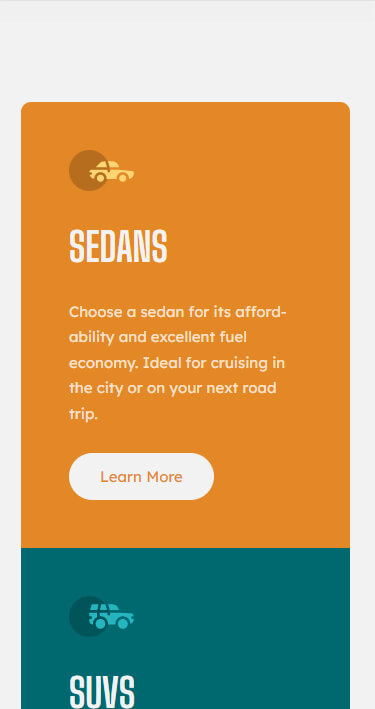 SEDANS
Choose a sedan for its afford-
ability and excellent fuel
economy. Ideal for cruising in
the city or on your next road
trip.
Learn More
SUVS